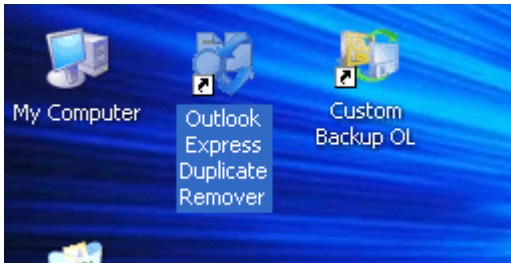 My Computer
Outlook
Express
Duplicate
Remover
Custom
Backup OL